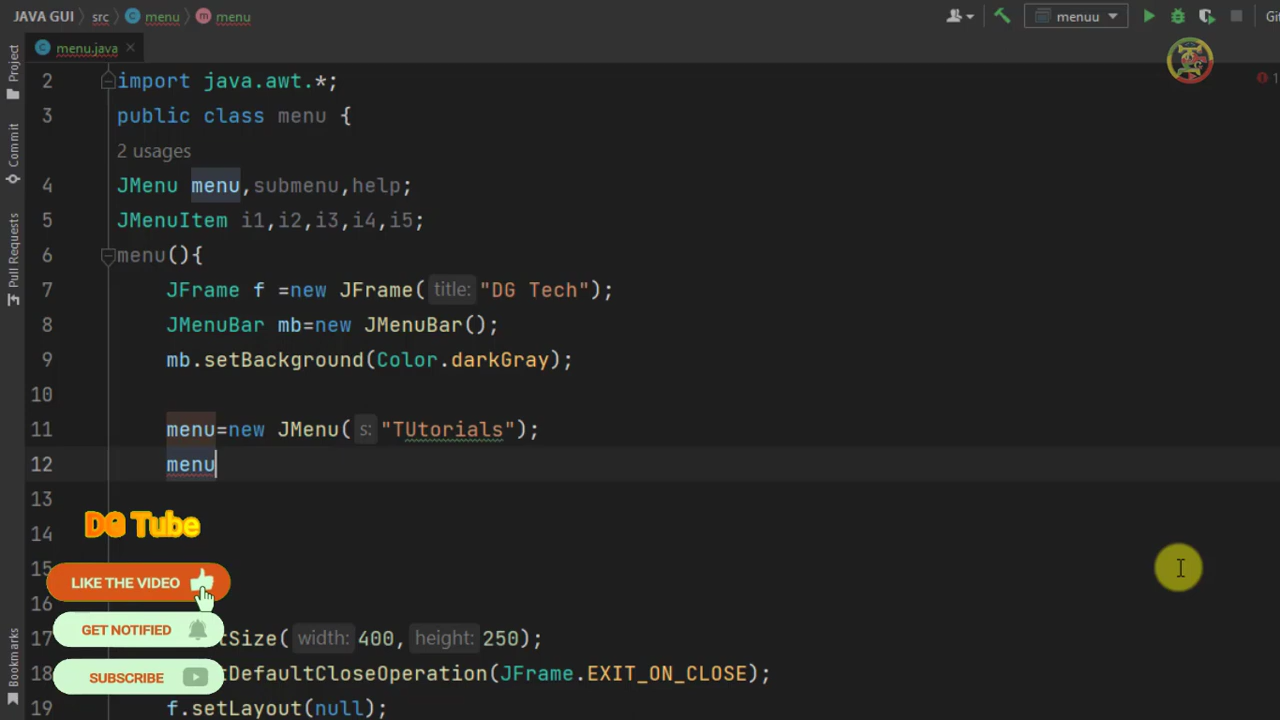 JAVA GUI src menu menu
menuu
Git
menu.java
Project
Commit
Pull Requests
Bookmarks
1
2 import java.awt.*;
3 public class menu {
2 usages
4 JMenu menu,submenu,help;
5 JMenuItem i1,i2,i3,i4,i5;
6 menu(){
7 JFrame f =new JFrame( title: "DG Tech");
8 JMenuBar mb=new JMenuBar();
9 mb.setBackground(Color.darkGray);
10
11 menu=new JMenu( s: "TUtorials");
12 menu
13
14
15
16
17 tSize( width: 400, height: 250);
18 tDefaultCloseOperation(JFrame.EXIT_ON_CLOSE);
19 f.setLayout(null);
DG Tube
LIKE THE VIDEO
GET NOTIFIED
SUBSCRIBE